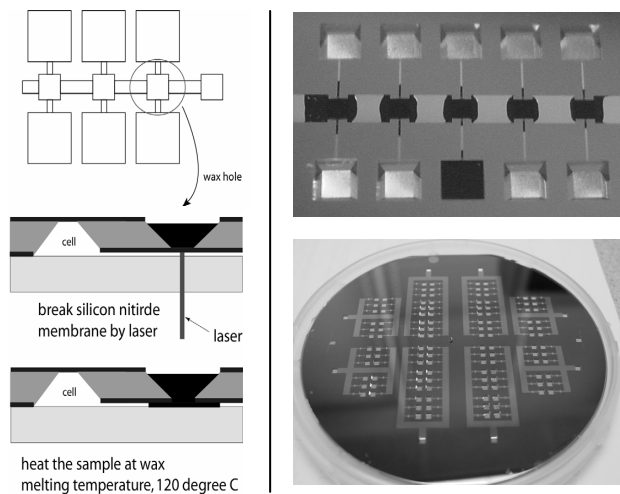 wax hole
cell
break silicon nitirde
membrane by laser
laser
cell
heat the sample at wax
melting temperature, 120 degree C